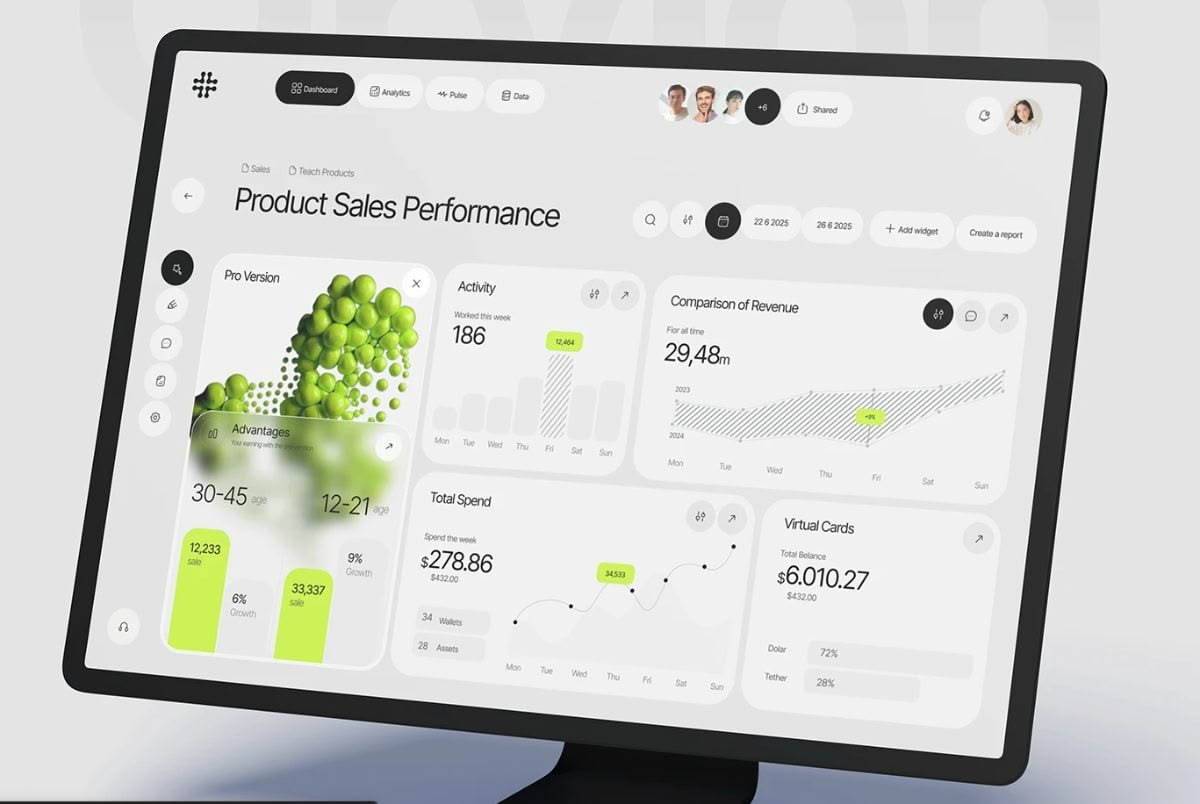 Dashboard
Analytics
Pulse
Data
+6
Shared
Sales
Teach Products
Product Sales Performance
22 6 2025
26 6 2025
+ Add widget
Create a report
Pro Version
Advantages
30-45 age
12-21 age
12,233
sale
6%
Growth
33,337
sale
9%
Growth
Activity
Worked this week
186
12,464
Mon Tue Wed Thu Fri Sat Sun
Comparison of Revenue
Fior all time
29,48m
2023
2024
+9%
Mon Tue Wed Thu Fri Sat Sun
Total Spend
Spend the week
$278.86
$432.00
34 Wallets
28 Assets
34,533
Mon Tue Wed Thu Fri Sat Sun
Virtual Cards
Total Belance
$6.010.27
$432.00
Dolar 72%
Tether 28%